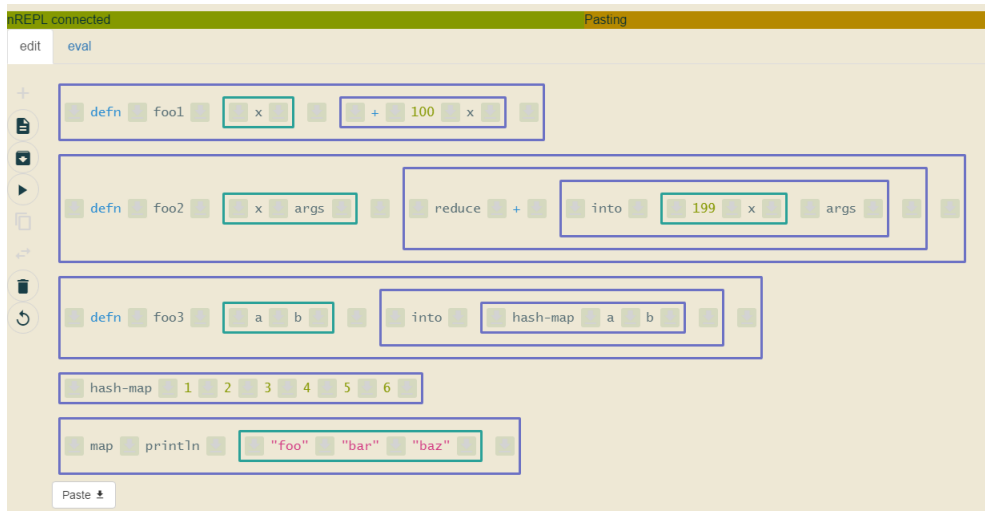 nREPL connected Pasting
edit eval
defn foo1 x + 100 x
defn foo2 x args reduce + into 199 x args
defn foo3 a b into hash-map a b
hash-map 1 2 3 4 5 6
map println "foo" "bar" "baz"
Paste